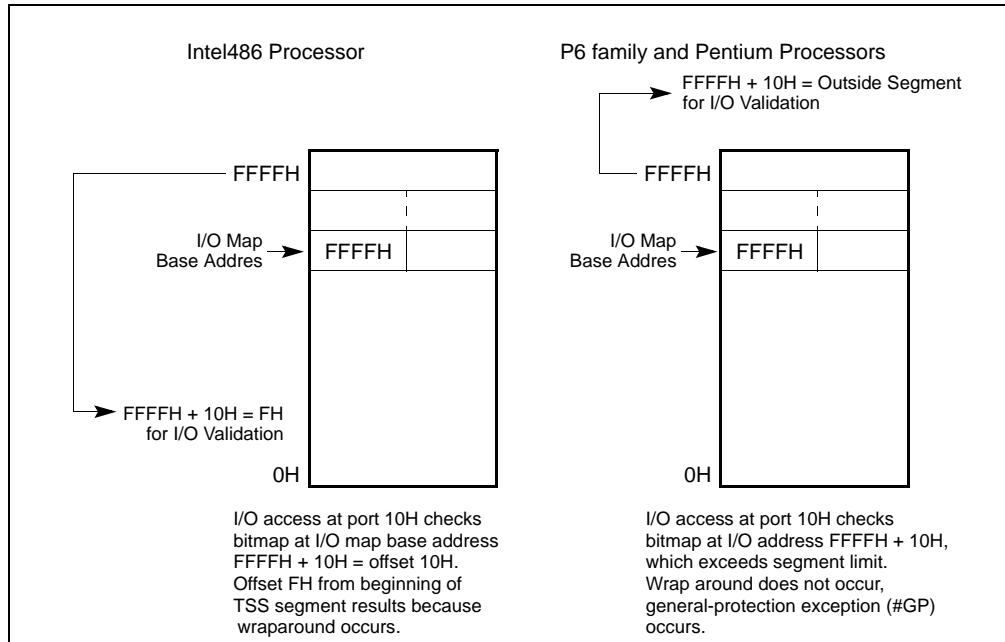 Intel486 Processor
FFFFH
I/O Map
Base Addres
FFFFH
FFFFH + 10H = FH
for I/O Validation
0H
I/O access at port 10H checks
bitmap at I/O map base address
FFFFH + 10H = offset 10H.
Offset FH from beginning of
TSS segment results because
wraparound occurs.
P6 family and Pentium Processors
FFFFH + 10H = Outside Segment
for I/O Validation
FFFFH
I/O Map
Base Addres
FFFFH
0H
I/O access at port 10H checks
bitmap at I/O address FFFFH + 10H,
which exceeds segment limit.
Wrap around does not occur,
general-protection exception (#GP)
occurs.